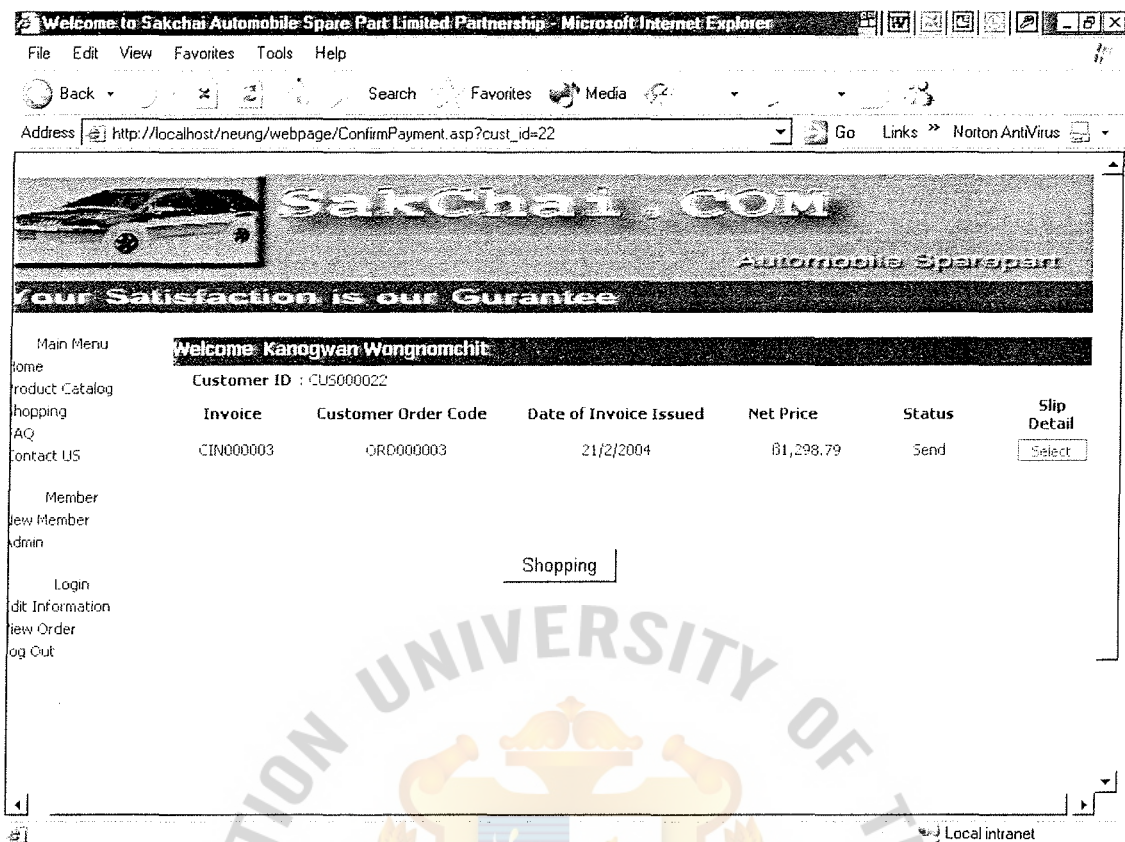 Welcome to Sakchai Automobile Spare Part Limited Partnership - Microsoft Internet Explorer
File Edit View Favorites Tools Help
Back Search Favorites Media
Address http://localhost/neung/webpage/ConfirmPayment.asp?cust_id=22 Go Links » Norton AntiVirus
SakChai.COM
Automobile Sparepart
Your Satisfaction is our Gurantee
Main Menu
ome
roduct Catalog
hopping
AQ
ontact US
Member
ew Member
dmin
Login
dit Information
iew Order
og Out
Welcome Kanogwan Wongnomchit
Customer ID : CUS000022
Invoice Customer Order Code Date of Invoice Issued Net Price Status Slip Detail
CIN000003 ORD000003 21/2/2004 ฿1,298.79 Send Select
Shopping
UNIVERSITY OF
Local intranet